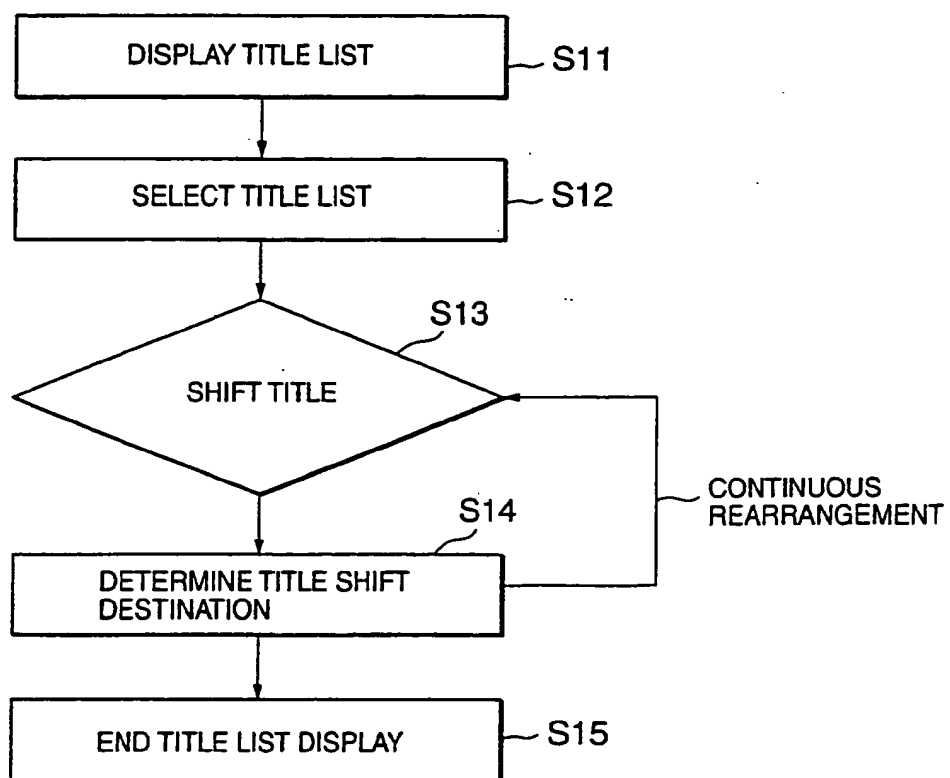 DISPLAY TITLE LIST
S11
SELECT TITLE LIST
S12
S13
SHIFT TITLE
CONTINUOUS
REARRANGEMENT
S14
DETERMINE TITLE SHIFT
DESTINATION
END TITLE LIST DISPLAY
S15